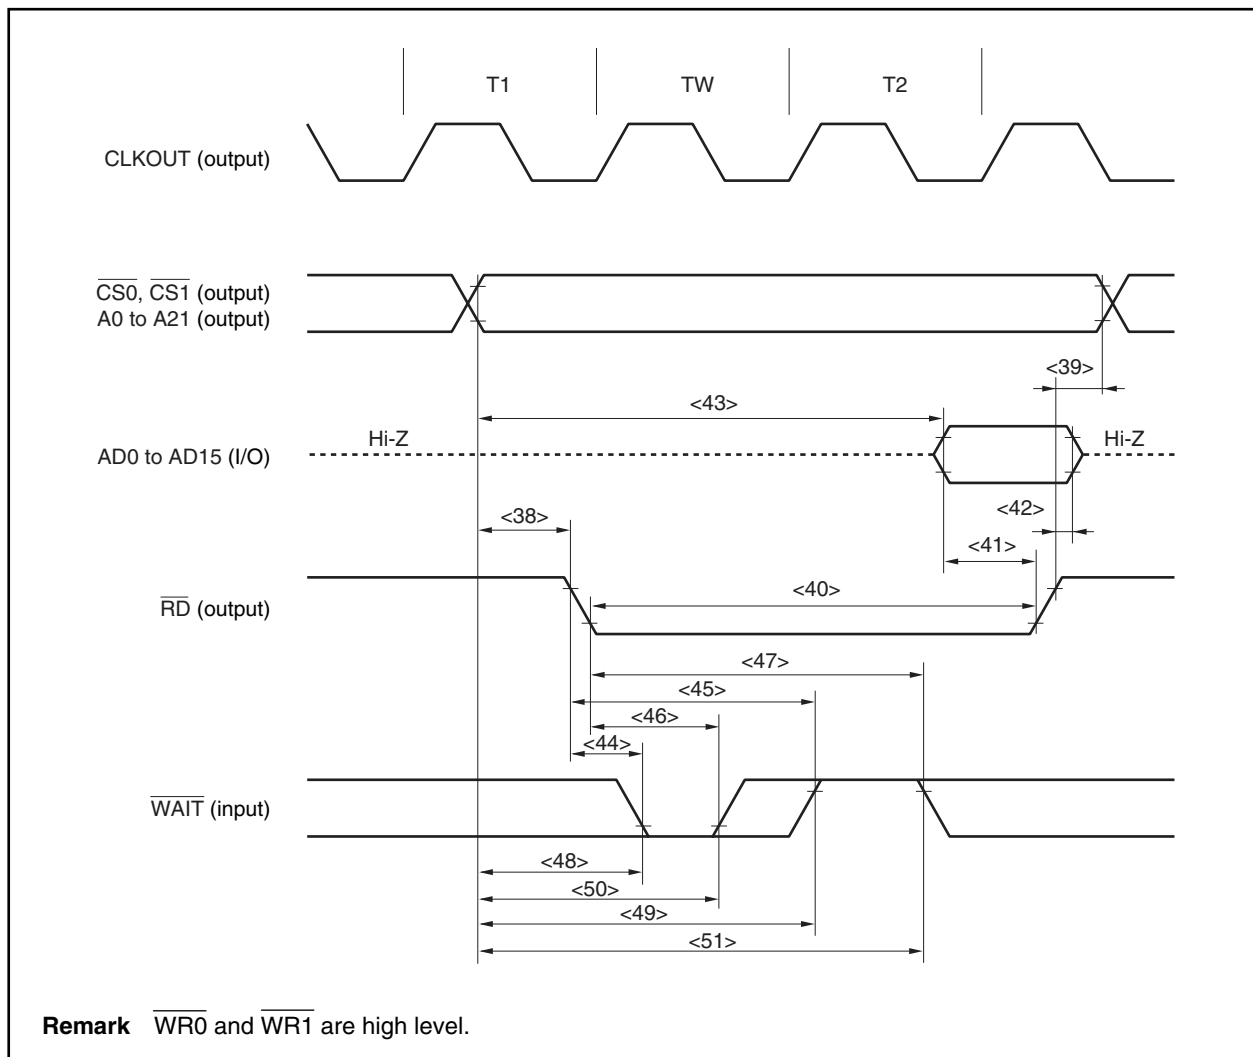 T1 TW T2
CLKOUT (output)
CS0, CS1 (output)
A0 to A21 (output)
<39>
<43>
Hi-Z Hi-Z
AD0 to AD15 (I/O)
<42>
<38>
<41>
<40>
RD (output)
<47>
<45>
<46>
<44>
WAIT (input)
<48>
<50>
<49>
<51>
Remark WR0 and WR1 are high level.